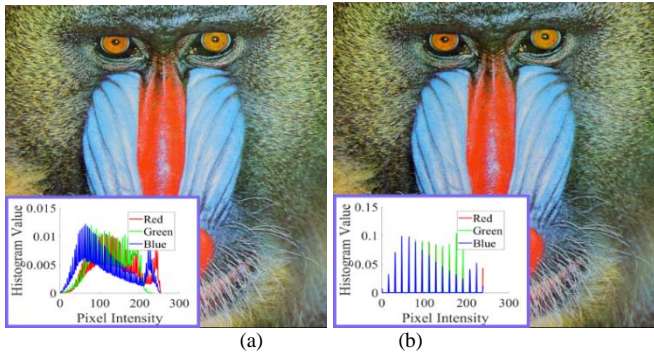 0.015
0.01
0.005
0
0
100
200
300
Histogram Value
Pixel Intensity
Red
Green
Blue
0.15
0.1
0.05
0
0
100
200
300
Histogram Value
Pixel Intensity
Red
Green
Blue
(a)
(b)